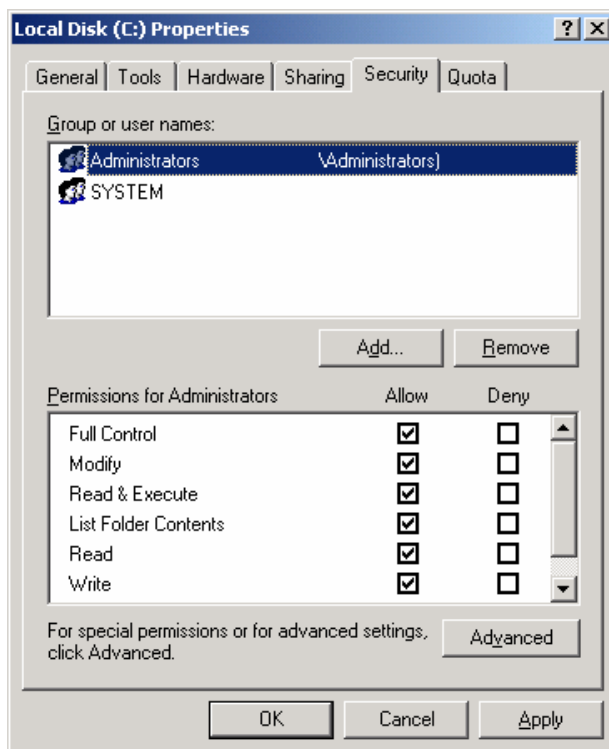 Local Disk (C:) Properties
General Tools Hardware Sharing Security Quota
Group or user names:
Administrators \Administrators)
SYSTEM
Add... Remove
Permissions for Administrators Allow Deny
Full Control
Modify
Read & Execute
List Folder Contents
Read
Write
For special permissions or for advanced settings,
click Advanced.
Advanced
OK Cancel Apply